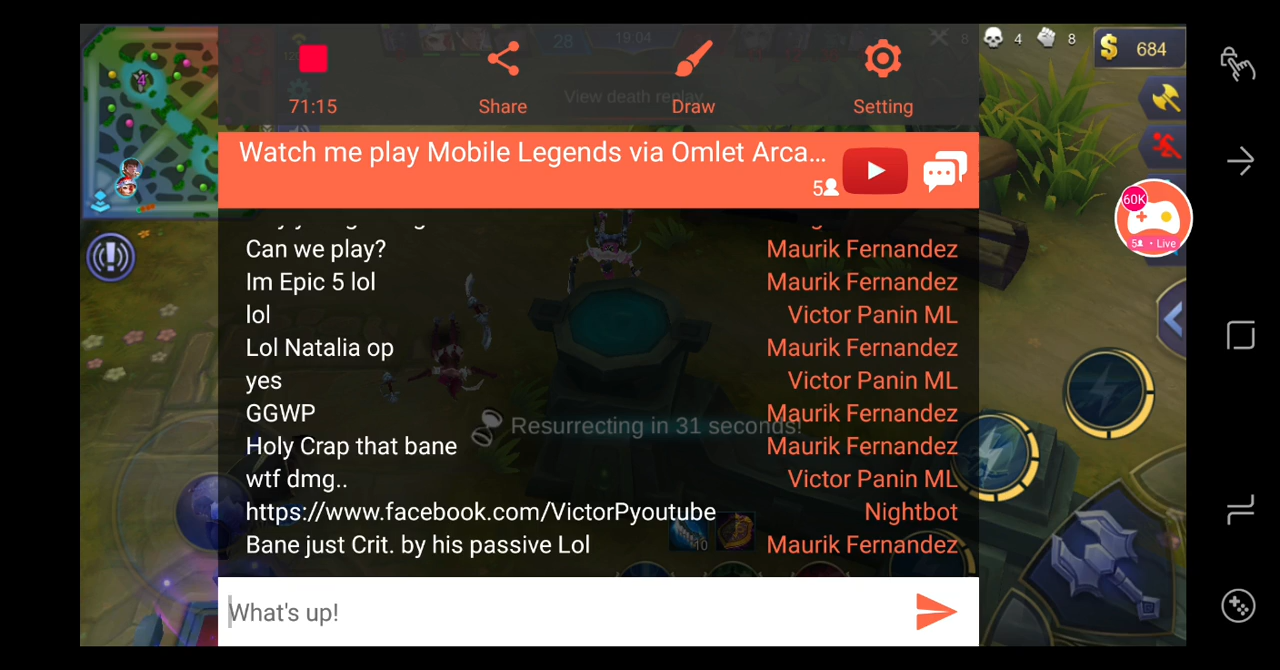 28
19.04
8
4
8
684
71:15
Share
View death replay
Draw
Setting
Watch me play Mobile Legends via Omlet Arca...
5
60K
5 • Live
Can we play? Maurik Fernandez
Im Epic 5 lol Maurik Fernandez
lol Victor Panin ML
Lol Natalia op Maurik Fernandez
yes Victor Panin ML
GGWP Maurik Fernandez
Resurrecting in 31 seconds!
Holy Crap that bane Maurik Fernandez
wtf dmg.. Victor Panin ML
https://www.facebook.com/VictorPyoutube Nightbot
Bane just Crit. by his passive Lol Maurik Fernandez
10
What's up!